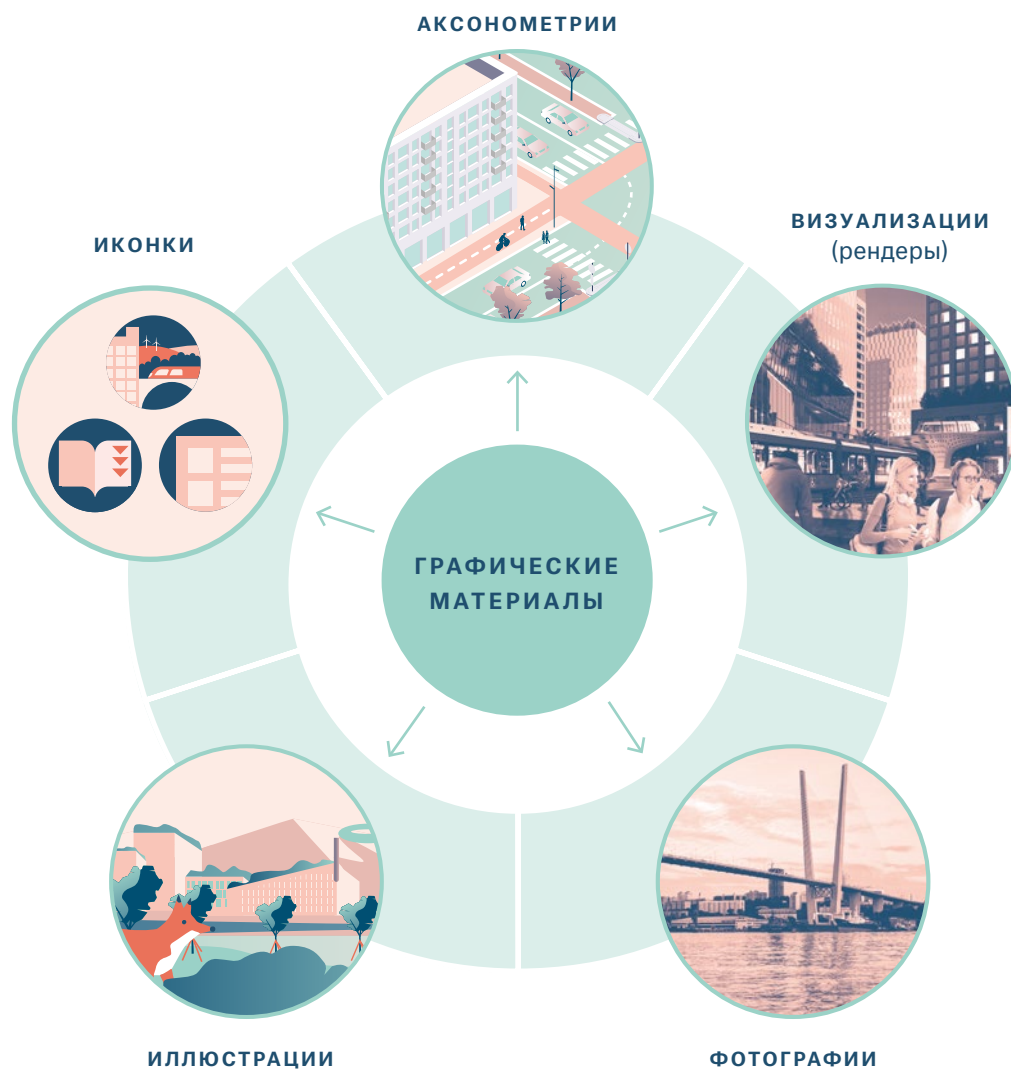 АКСОНОМЕТРИИ
ВИЗУАЛИЗАЦИИ
(рендеры)
ИКОНКИ
ГРАФИЧЕСКИЕ
МАТЕРИАЛЫ
ИЛЛЮСТРАЦИИ
ФОТОГРАФИИ